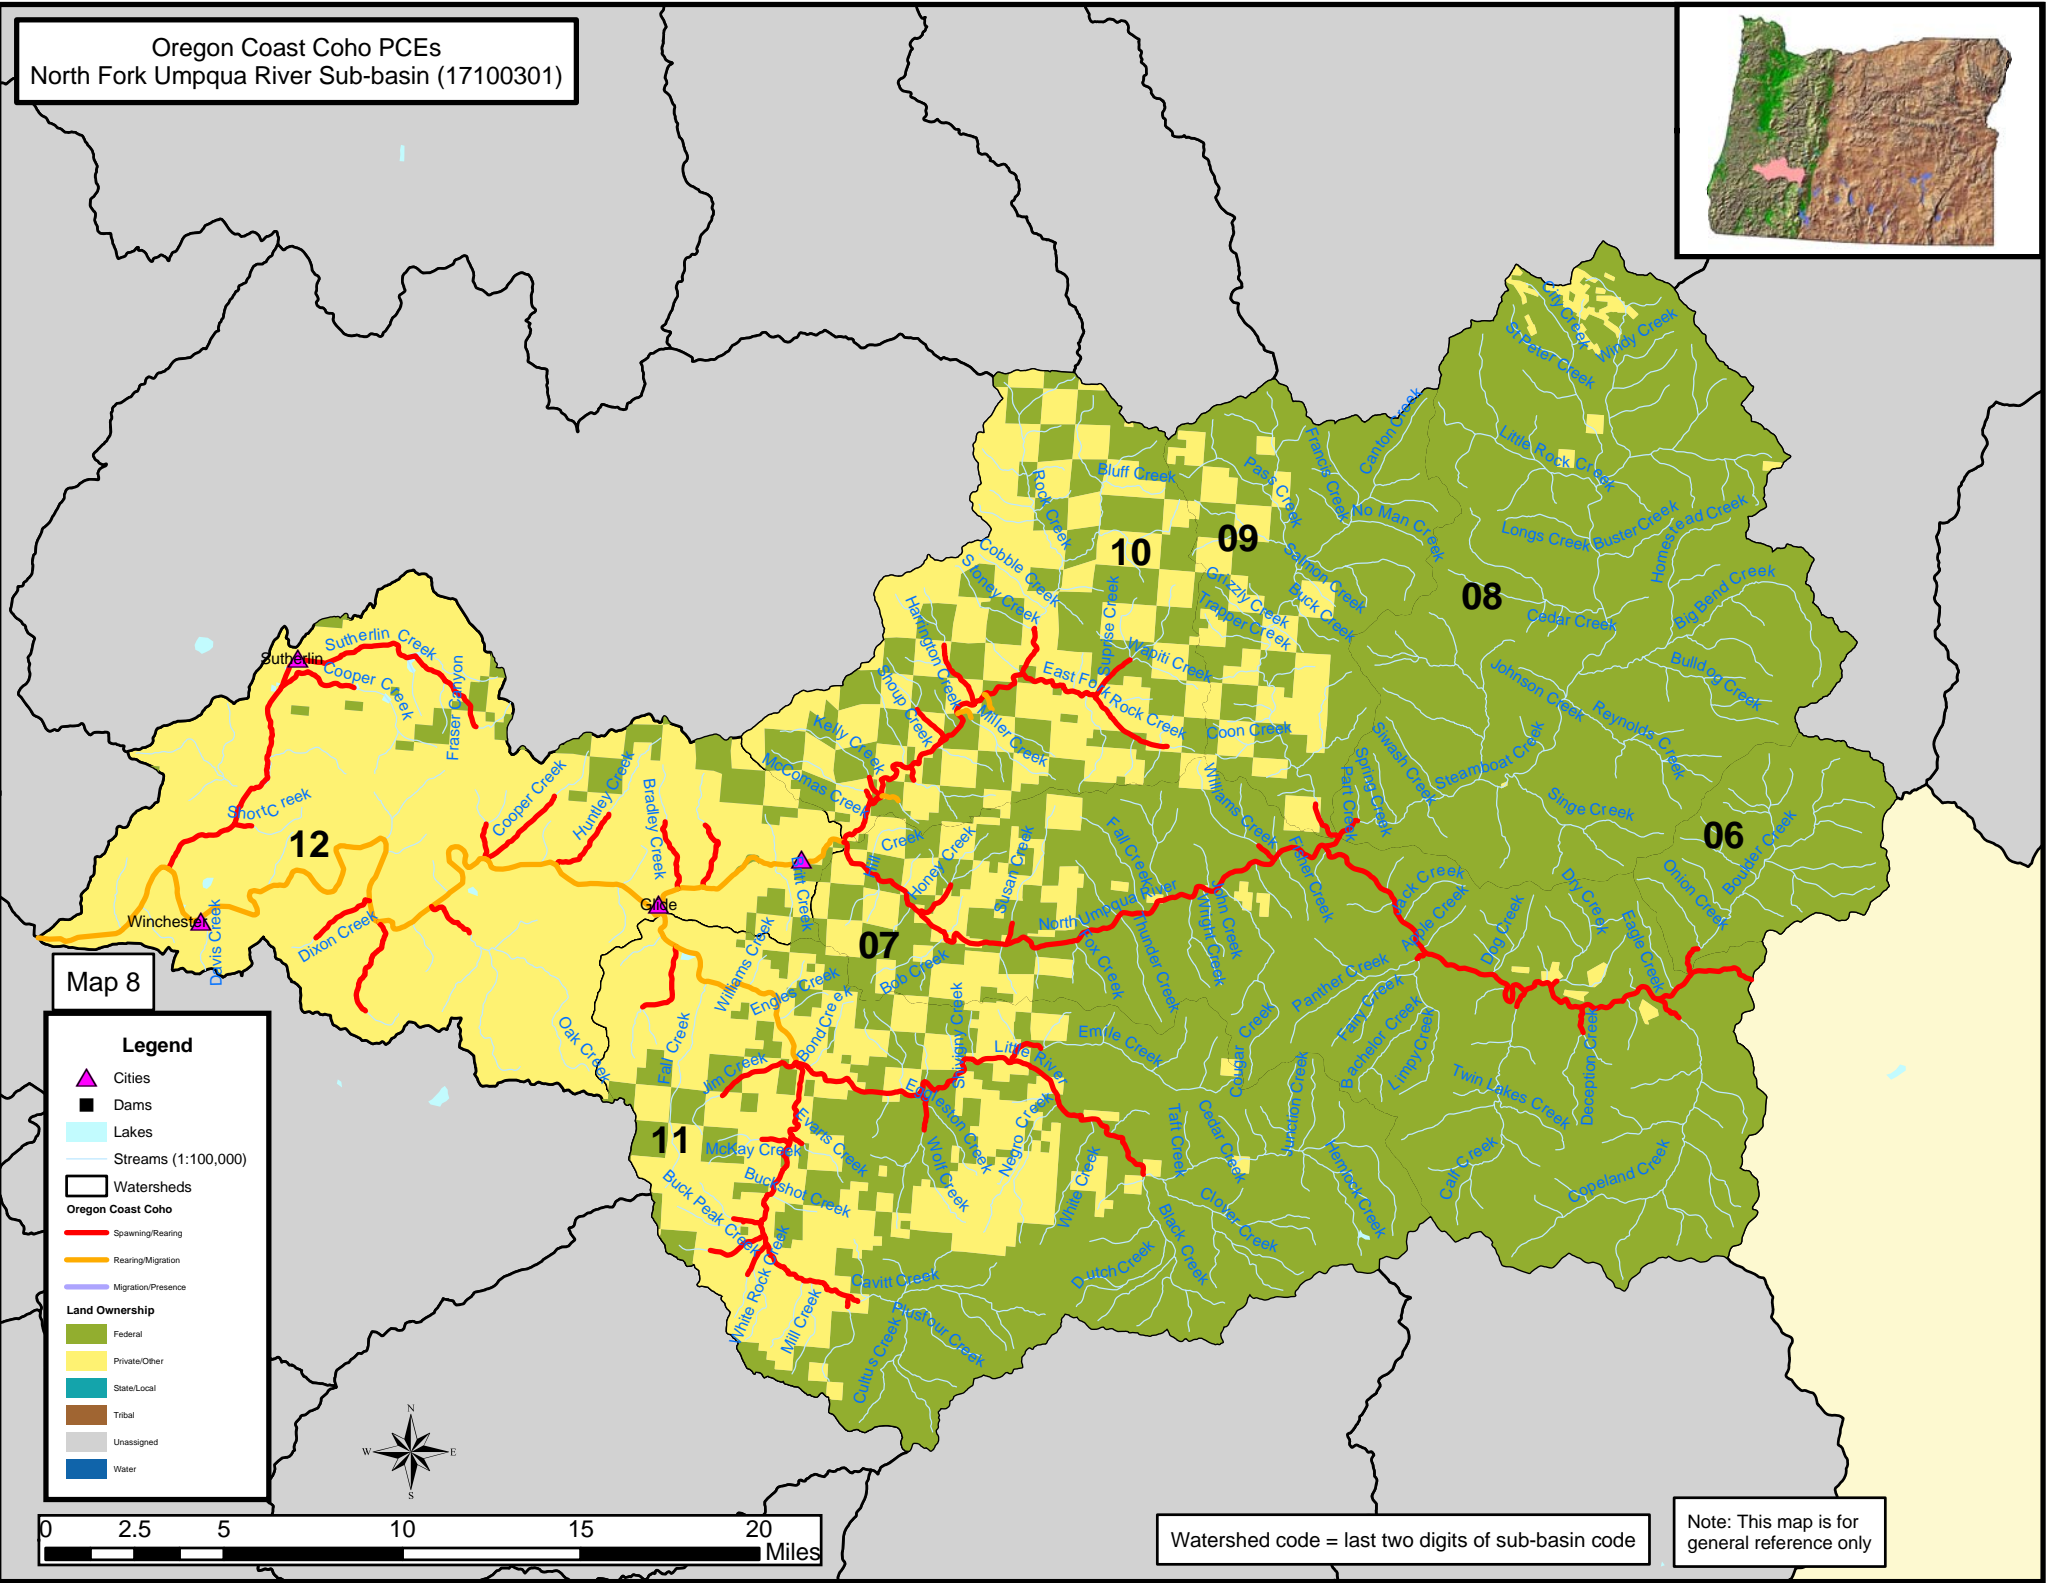 Oregon Coast Coho PCEs
North Fork Umpqua River Sub-basin (17100301)
City Creek
St Peter Creek
Windy Creek
Canton Creek
Francis Creek
Pass Creek
Little Rock Creek
Bluff Creek
Rock Creek
No Man Creek
Longs Creek
Buster Creek
Homestead Creek
10
09
08
Cobble Creek
Stoney Creek
Salmon Creek
Grizzly Creek
Buck Creek
Trapper Creek
Suprise Creek
Harrington Creek
Cedar Creek
Big Bend Creek
Sutherlin Creek
Sutherlin
Cooper Creek
Fraser Canyon
Wapiti Creek
East Fork Rock Creek
Shoup Creek
Johnson Creek
Bulldog Creek
Reynolds Creek
Kelly Creek
Miller Creek
Coon Creek
Siwash Creek
Steamboat Creek
Spring Creek
Part Creek
McComas Creek
Williams Creek
Short Creek
Cooper Creek
Huntley Creek
Bradley Creek
Singe Creek
12
06
Boulder Creek
Onion Creek
Creek
Honey Creek
Susan Creek
Fall Creek
Fisher Creek
Jack Creek
Apple Creek
Dry Creek
Dog Creek
Eagle Creek
North Umpqua River
John Creek
Wright Creek
Thunder Creek
Fox Creek
Glide
Winchester
Davis Creek
Dixon Creek
07
Williams Creek
Engles Creek
Bob Creek
Bond Creek
Panther Creek
Fairy Creek
Bachelor Creek
Limpy Creek
Deception Creek
Map 8
Oak Creek
Fall Creek
Jim Creek
Little River
Emile Creek
Cougar Creek
Junction Creek
Twin Lakes Creek
11
McKay Creek
Evarts Creek
Eggleston Creek
Wolf Creek
Negro Creek
White Creek
Taft Creek
Cedar Creek
Hemlock Creek
Calf Creek
Copeland Creek
Buckshot Creek
Buck Peak Creek
White Rock Creek
Mill Creek
Cavitt Creek
Plusfour Creek
Cultus Creek
Dutch Creek
Black Creek
Clover Creek
Legend
Cities
Dams
Lakes
Streams (1:100,000)
Watersheds
Oregon Coast Coho
Spawning/Rearing
Rearing/Migration
Migration/Presence
Land Ownership
Federal
Private/Other
State/Local
Tribal
Unassigned
Water
N
W E
S
0 2.5 5 10 15 20
Miles
Watershed code = last two digits of sub-basin code
Note: This map is for
general reference only